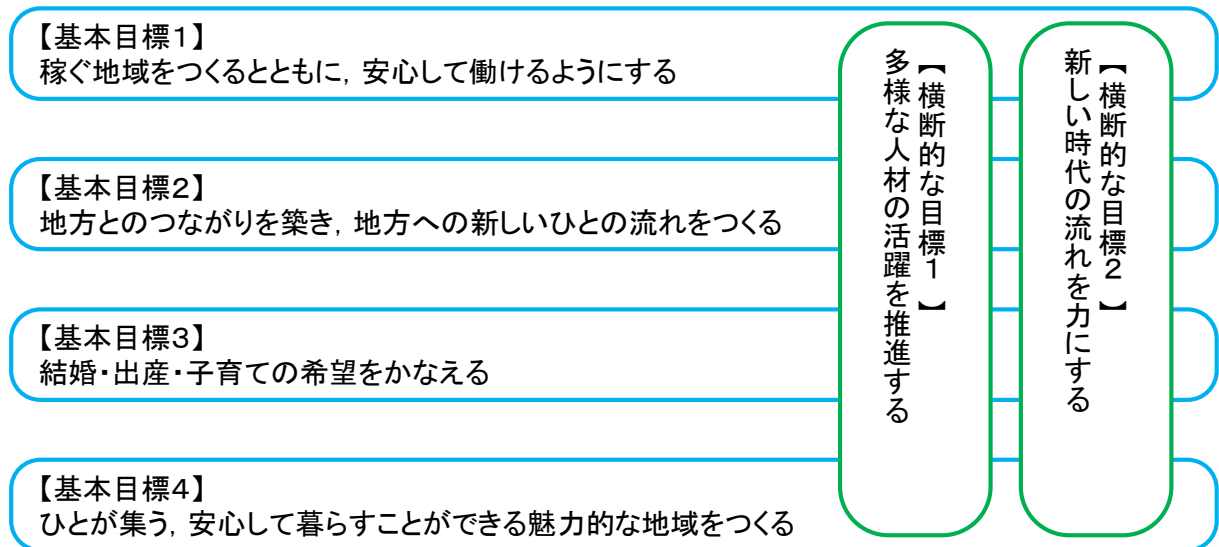 【基本目標１】
稼ぐ地域をつくるとともに，安心して働けるようにする
【基本目標２】
地方とのつながりを築き，地方への新しいひとの流れをつくる
【基本目標３】
結婚・出産・子育ての希望をかなえる
【基本目標４】
ひとが集う，安心して暮らすことができる魅力的な地域をつくる
【横断的な目標１】
多様な人材の活躍を推進する
【横断的な目標２】
新しい時代の流れを力にする